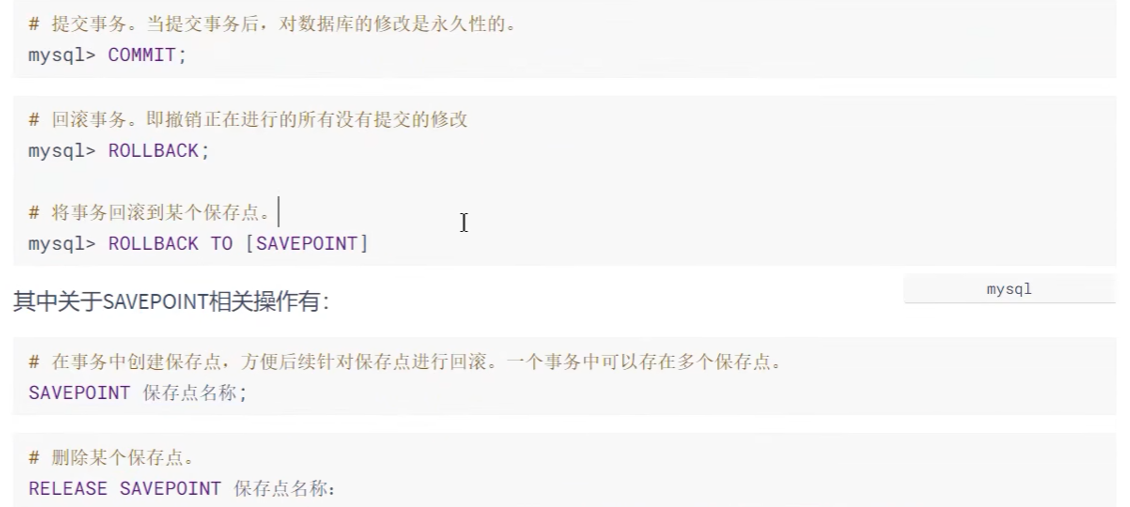 # 提交事务。当提交事务后，对数据库的修改是永久性的。
mysql> COMMIT;
# 回滚事务。即撤销正在进行的所有没有提交的修改
mysql> ROLLBACK;
# 将事务回滚到某个保存点。
mysql> ROLLBACK TO [SAVEPOINT]
其中关于SAVEPOINT相关操作有：
mysql
# 在事务中创建保存点，方便后续针对保存点进行回滚。一个事务中可以存在多个保存点。
SAVEPOINT 保存点名称;
# 删除某个保存点。
RELEASE SAVEPOINT 保存点名称: